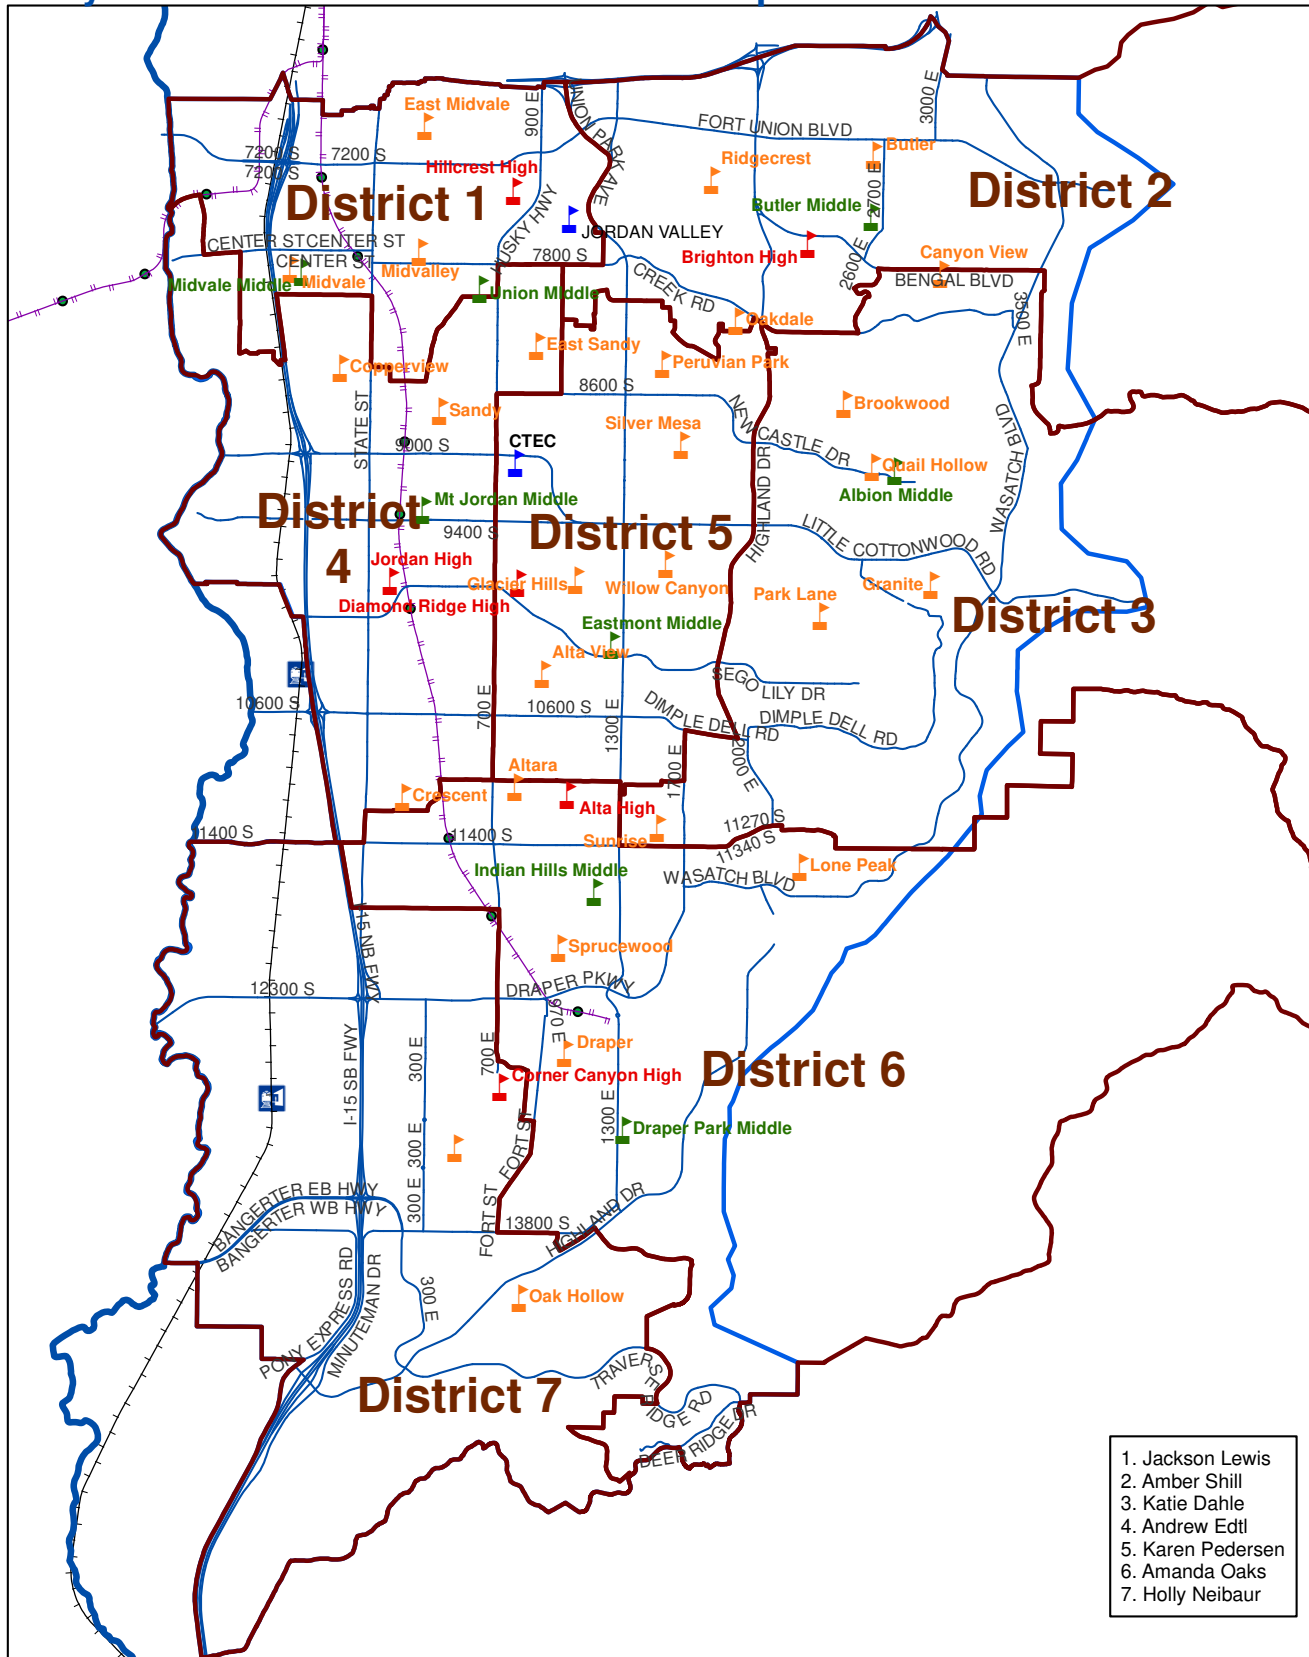 3000 E
East Midvale
900 E
UNION PARK AVE
FORT UNION BLVD
Butler
7200 S
7200 S
7200 S
Ridgecrest
Hillcrest High
2700 E
District 1
District 2
Butler Middle
HUSKY HWY
JORDAN VALLEY
CENTER ST
CENTER ST
CENTER ST
7800 S
Brighton High
2600 E
Canyon View
Midvalley
Midvale Middle
Midvale
CREEK RD
BENGAL BLVD
Union Middle
3500 E
Oakdale
East Sandy
Copperview
Peruvian Park
8600 S
STATE ST
Sandy
Silver Mesa
NEW CASTLE DR
Brookwood
WASATCH BLVD
9000 S
CTEC
HIGHLAND DR
Quail Hollow
Albion Middle
Mt Jordan Middle
District
4
9400 S
District 5
LITTLE COTTONWOOD RD
Jordan High
Glacier Hills
Willow Canyon
Park Lane
Granite
Diamond Ridge High
District 3
Eastmont Middle
Alta View
SEGO LILY DR
10600 S
700 E
10600 S
1300 E
DIMPLE DELL RD
DIMPLE DELL RD
1700 E
2000 E
Altara
Crescent
Alta High
11270 S
1400 S
11400 S
Sunrise
11340 S
Indian Hills Middle
WASATCH BLVD
Lone Peak
I-15 NB FWY
Sprucewood
12300 S
DRAPER PKWY
970 E
I-15 SB FWY
300 E
700 E
Draper
District 6
Corner Canyon High
1300 E
Draper Park Middle
300 E
FORT ST
300 E
FORT ST
BANGERTER EB HWY
BANGERTER WB HWY
13800 S
HIGHLAND DR
PONY EXPRESS RD
MINUTEMAN DR
300 E
Oak Hollow
District 7
DEER RIDGE DR
1. Jackson Lewis
2. Amber Shill
3. Katie Dahle
4. Andrew Edtl
5. Karen Pedersen
6. Amanda Oaks
7. Holly Neibaur